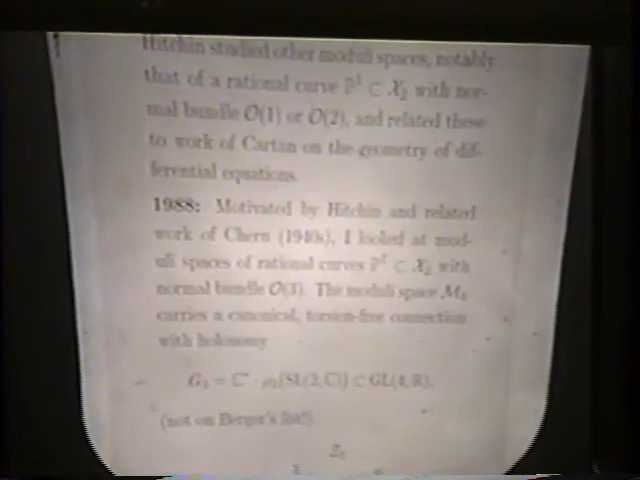 Hitchin studied other moduli spaces, notably
that of a rational curve ℙ¹ ⊂ X₂ with nor-
mal bundle O(1) or O(2), and related these
to work of Cartan on the geometry of dif-
ferential equations.
1988: Motivated by Hitchin and related
work of Chern (1940s), I looked at mod-
uli spaces of rational curves ℙ¹ ⊂ X₂ with
normal bundle O(3). The moduli space M₄
carries a canonical, torsion-free connection
with holonomy
G₃ = ℂ* · ρ₃(SL(2,ℂ)) ⊂ GL(4,
(not on Berger's list!)